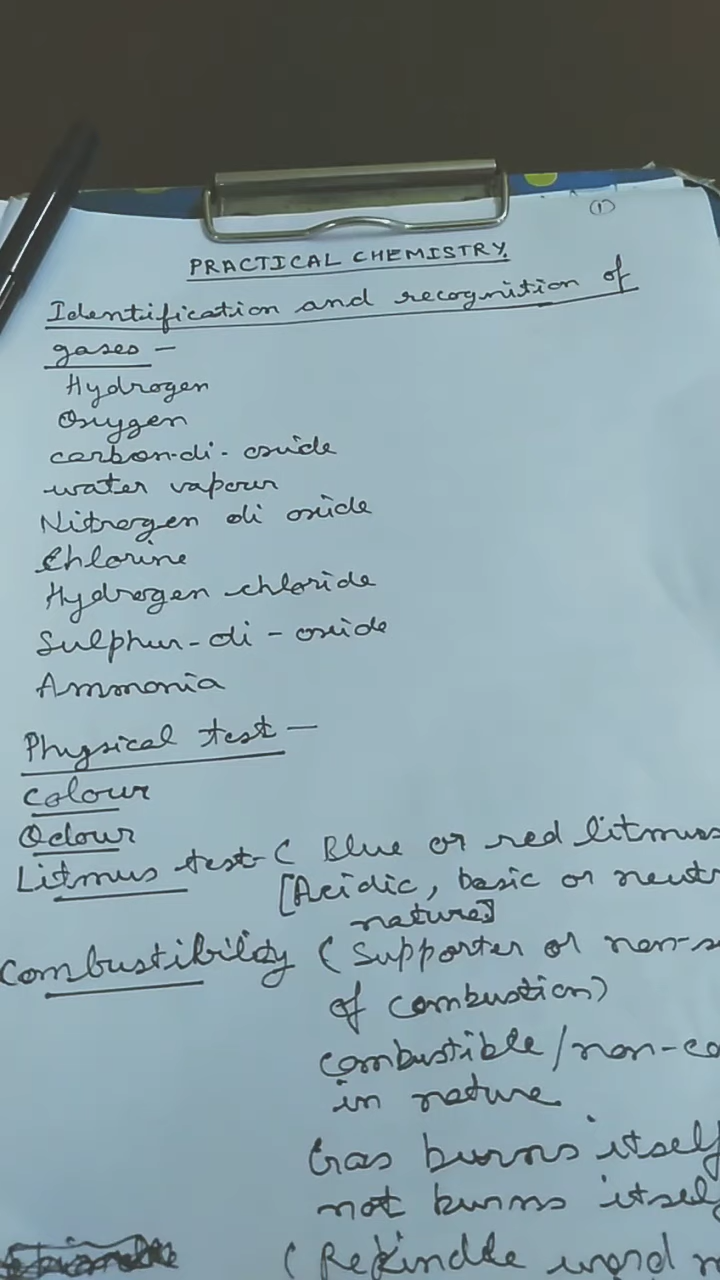 ①
PRACTICAL CHEMISTRY.
Identification and recognition of
gases –
Hydrogen
Oxygen
carbon-di-oxide
water vapour
Nitrogen di oxide
Chlorine
Hydrogen chloride
Sulphur-di-oxide
Ammonia
Physical test –
Colour
Odour
Litmus test- ( Blue or red litmus
[Acidic, basic or neutr
nature]
Combustibility ( Supporter or non-s
of combustion)
combustible/non-co
in nature
Gas burns itself
not burns itself
( Rekindle word